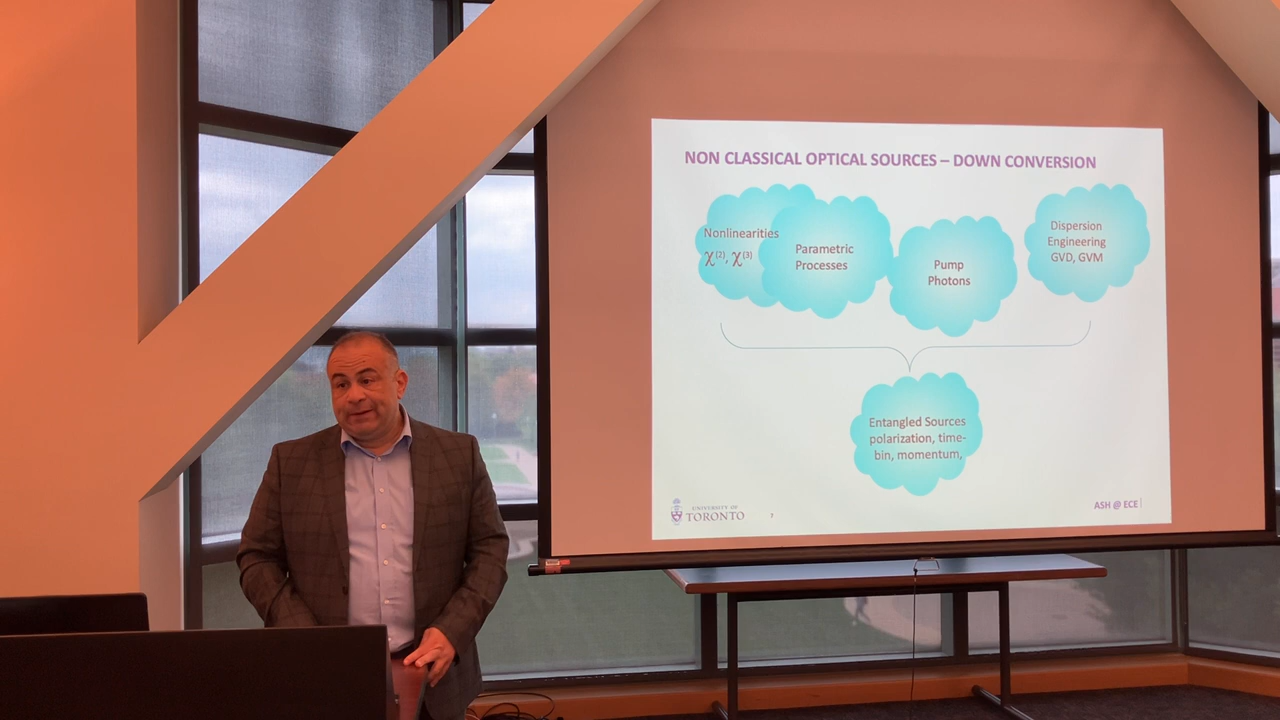 NON CLASSICAL OPTICAL SOURCES – DOWN CONVERSION
Nonlinearities
χ(2), χ(3)
Parametric
Processes
Pump
Photons
Dispersion
Engineering
GVD, GVM
Entangled Sources
polarization, time-
bin, momentum,
UNIVERSITY OF
TORONTO
7
ASH @ ECE